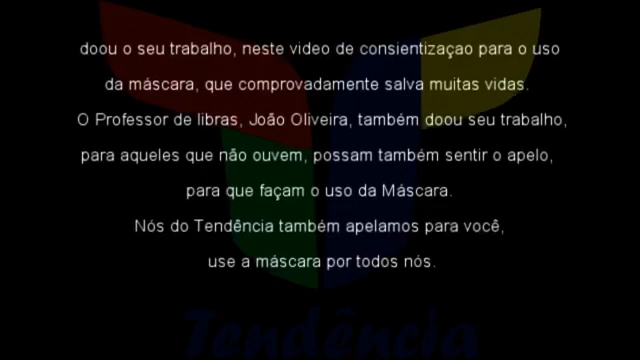 doou o seu trabalho, neste video de consientizaçao para o uso
da máscara, que comprovadamente salva muitas vidas.
O Professor de libras, João Oliveira, também doou seu trabalho,
para aqueles que não ouvem, possam também sentir o apelo,
para que façam o uso da Máscara.
Nós do Tendência também apelamos para você,
use a máscara por todos nós.
Tendência